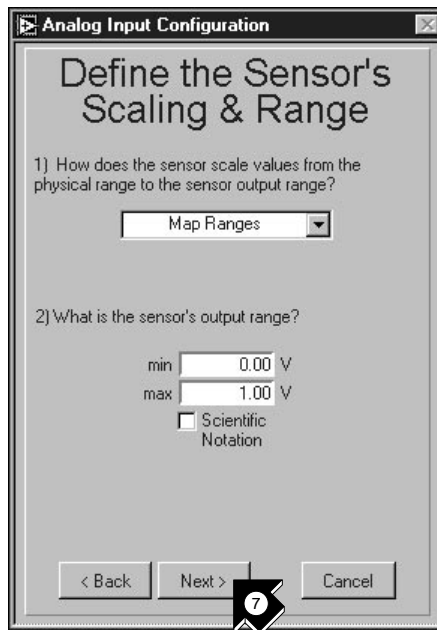 Analog Input Configuration
Define the Sensor's
Scaling & Range
1) How does the sensor scale values from the
physical range to the sensor output range?
Map Ranges
2) What is the sensor's output range?
min 0.00 V
max 1.00 V
Scientific
Notation
< Back Next > Cancel
7